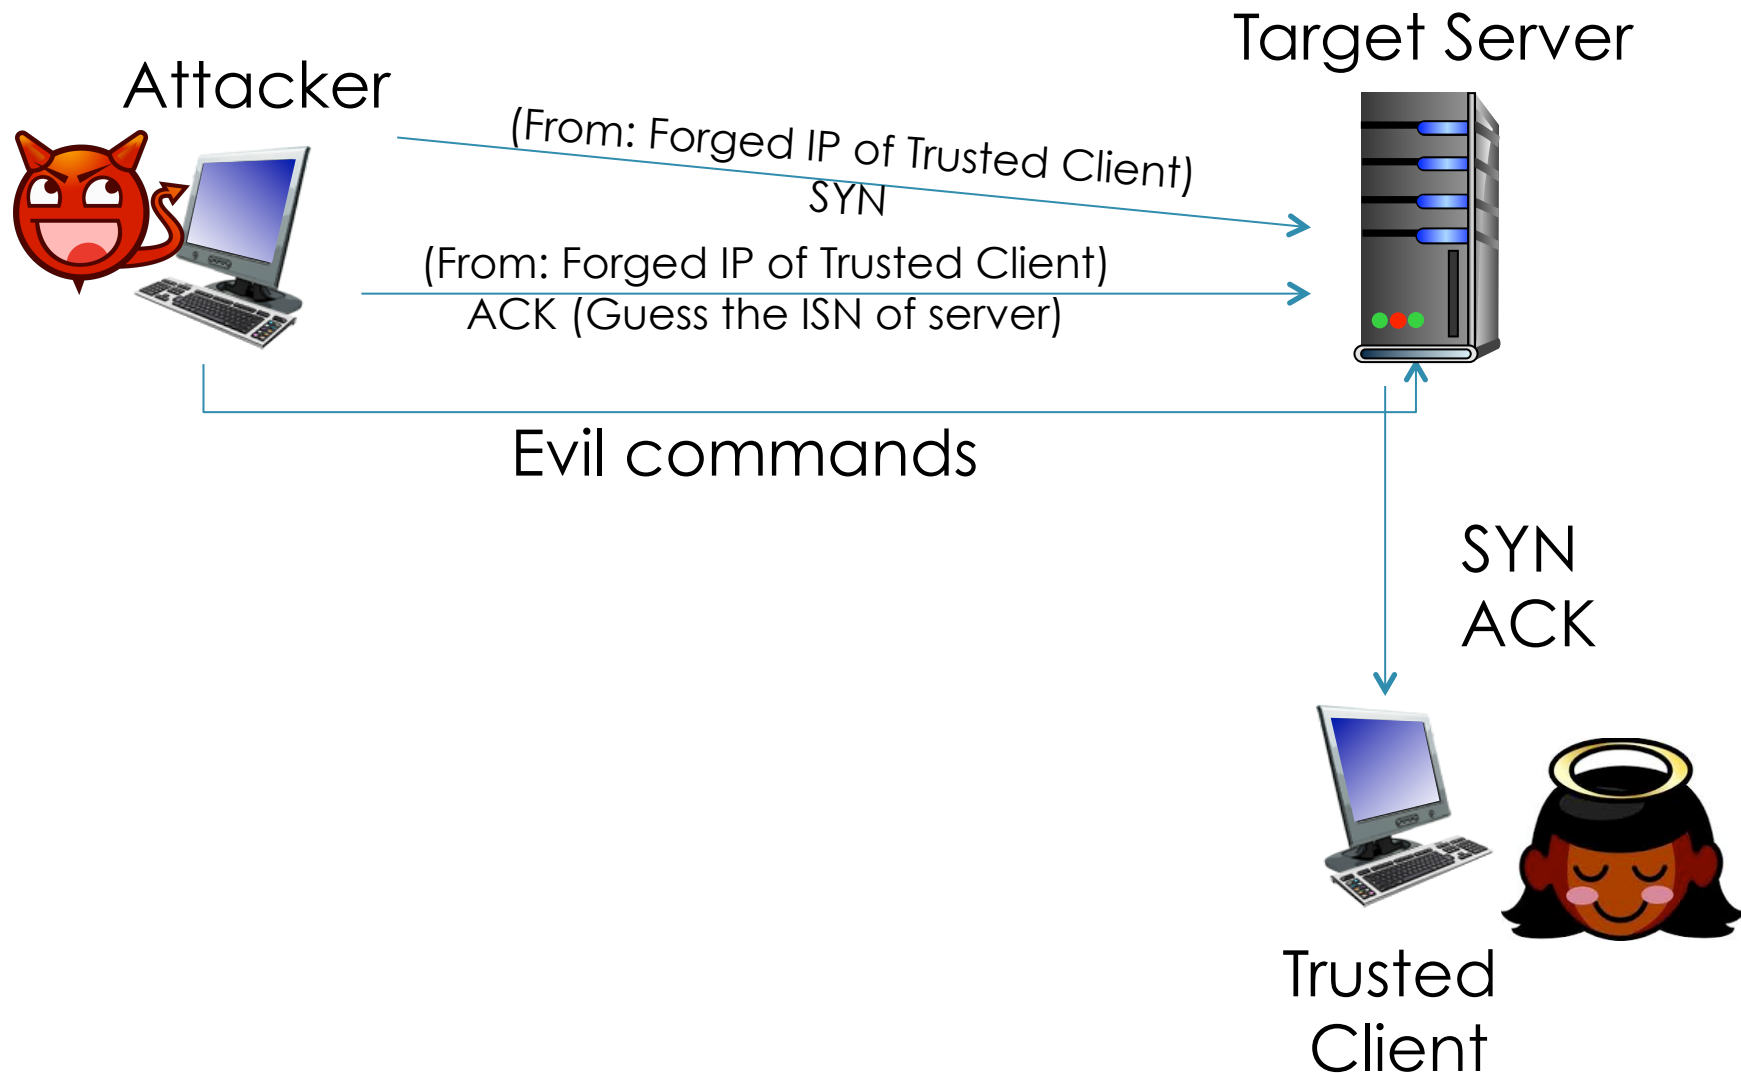 Target Server
Attacker
(From: Forged IP of Trusted Client)
SYN
(From: Forged IP of Trusted Client)
ACK (Guess the ISN of server)
Evil commands
SYN
ACK
Trusted
Client